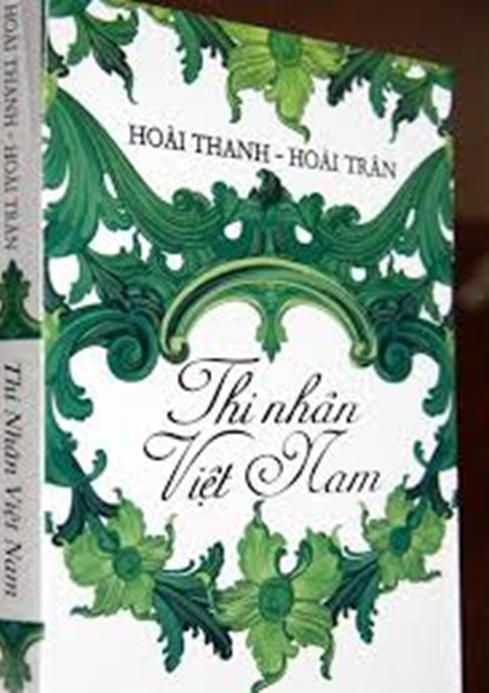 HOÀI THANH - HOÀI TRÂN
Thi nhân
Việt Nam
HOÀI THANH - HOÀI TRÂN
Thi Nhân Việt Nam